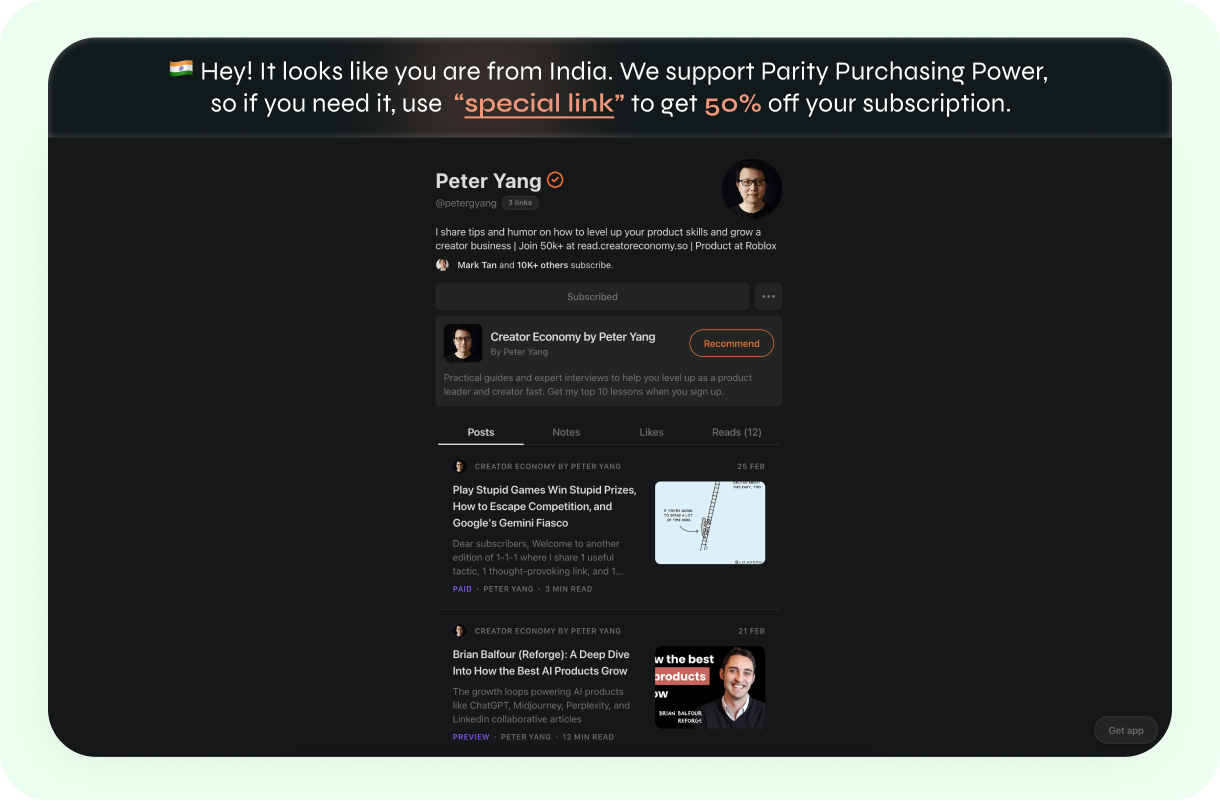 Hey! It looks like you are from India. We support Parity Purchasing Power,
so if you need it, use “special link” to get 50% off your subscription.
Peter Yang
@petergyang 3 links
I share tips and humor on how to level up your product skills and grow a
creator business | Join 50k+ at read.creatoreconomy.so | Product at Roblox
Mark Tan and 10K+ others subscribe.
Subscribed
Creator Economy by Peter Yang
By Peter Yang
Recommend
Practical guides and expert interviews to help you level up as a product
leader and creator fast. Get my top 10 lessons when you sign up.
Posts Notes Likes Reads (12)
CREATOR ECONOMY BY PETER YANG 25 FEB
Play Stupid Games Win Stupid Prizes,
How to Escape Competition, and
Google's Gemini Fiasco
Dear subscribers, Welcome to another
edition of 1-1-1 where I share 1 useful
tactic, 1 thought-provoking link, and 1...
PAID · PETER YANG · 3 MIN READ
THIS PART, TOO
IF YOU'RE GOING
TO SPEND A LOT
OF TIME HERE
CREATOR ECONOMY BY PETER YANG 21 FEB
Brian Balfour (Reforge): A Deep Dive
Into How the Best AI Products Grow
The growth loops powering AI products
like ChatGPT, Midjourney, Perplexity, and
LinkedIn collaborative articles
PREVIEW · PETER YANG · 12 MIN READ
w the best
products
ow
BRIAN BALFOUR
REFORGE
Get app